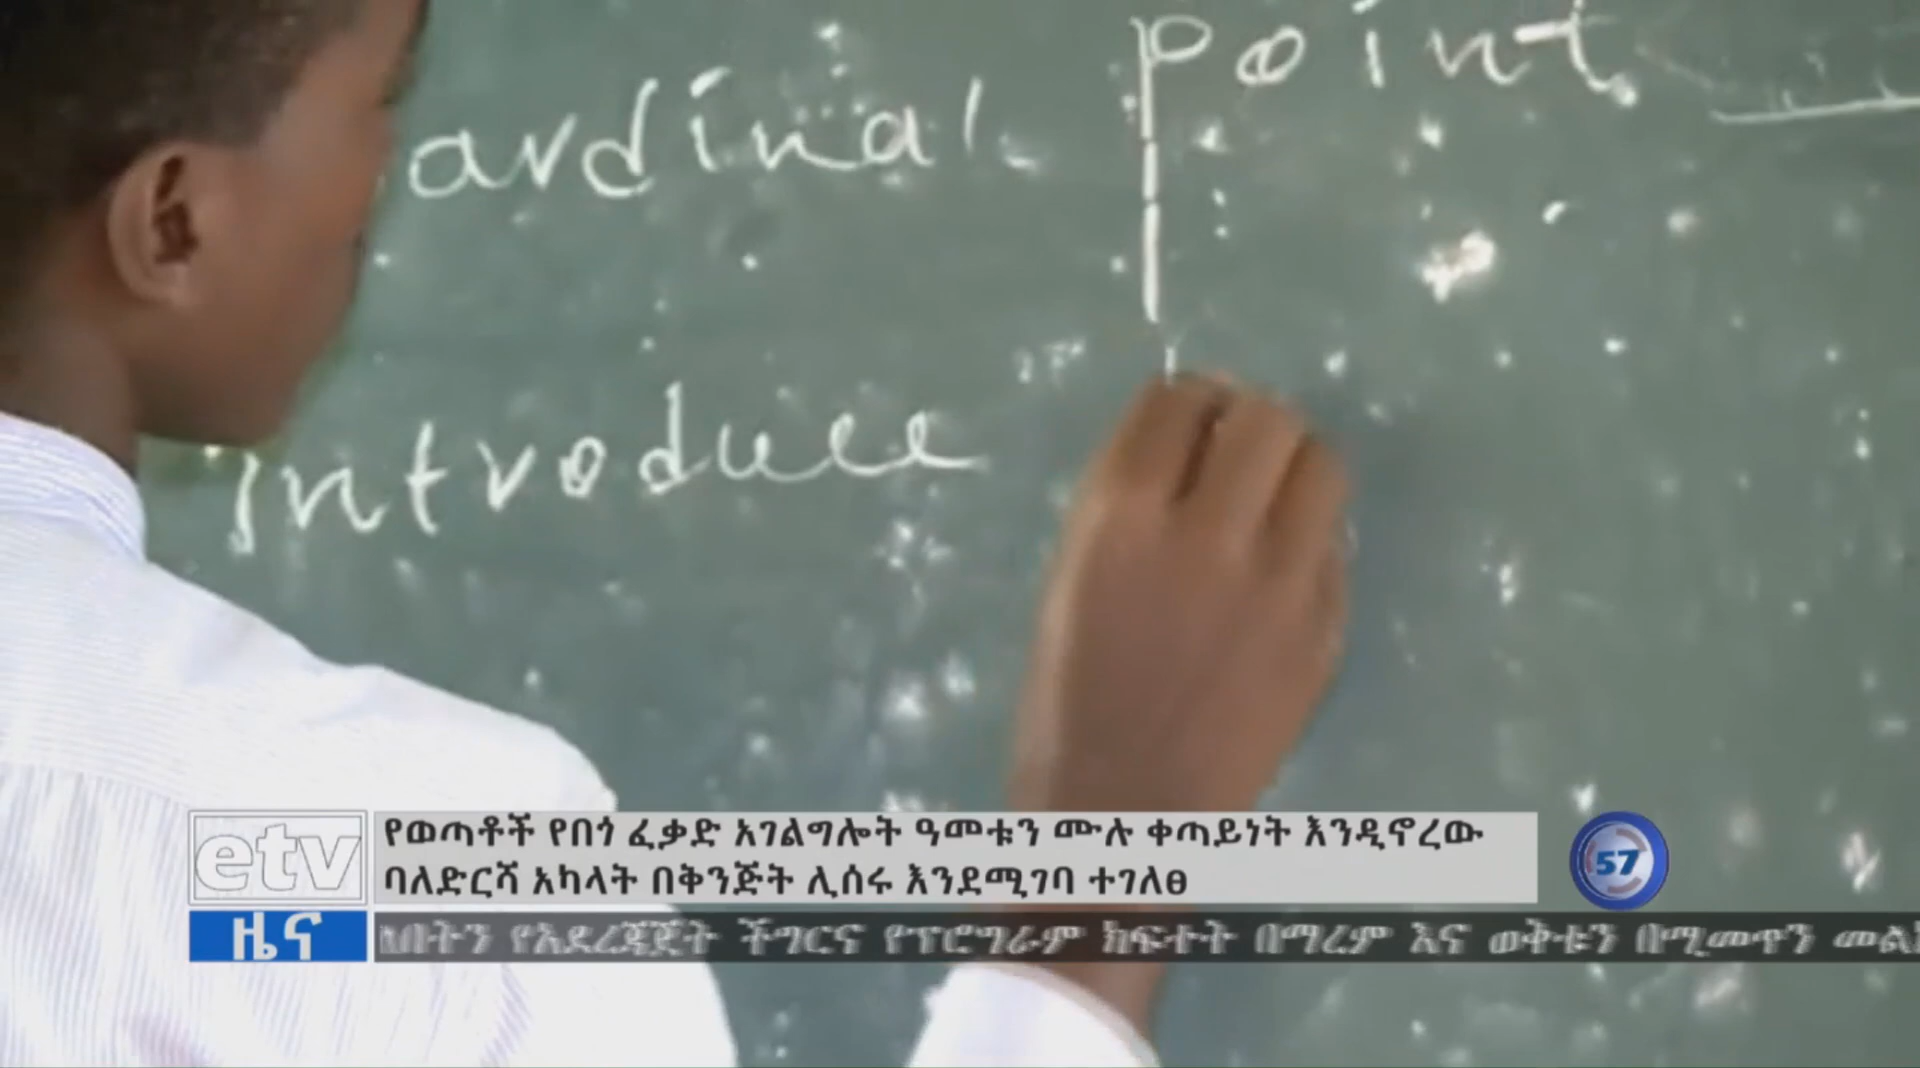 point
ardinal
introduce
etv
የወጣቶች የበጎ ፈቃድ አገልግሎት ዓመቱን ሙሉ ቀጣይነት እንዲኖረው
ባለድርሻ አካላት በቅንጅት ሊሰሩ እንደሚገባ ተገለፀ
57
ዜና
የአደረጃጀት ችግርና የፕሮግራም ክፍተት በማረም እና ወቅቱን በሚመጥን